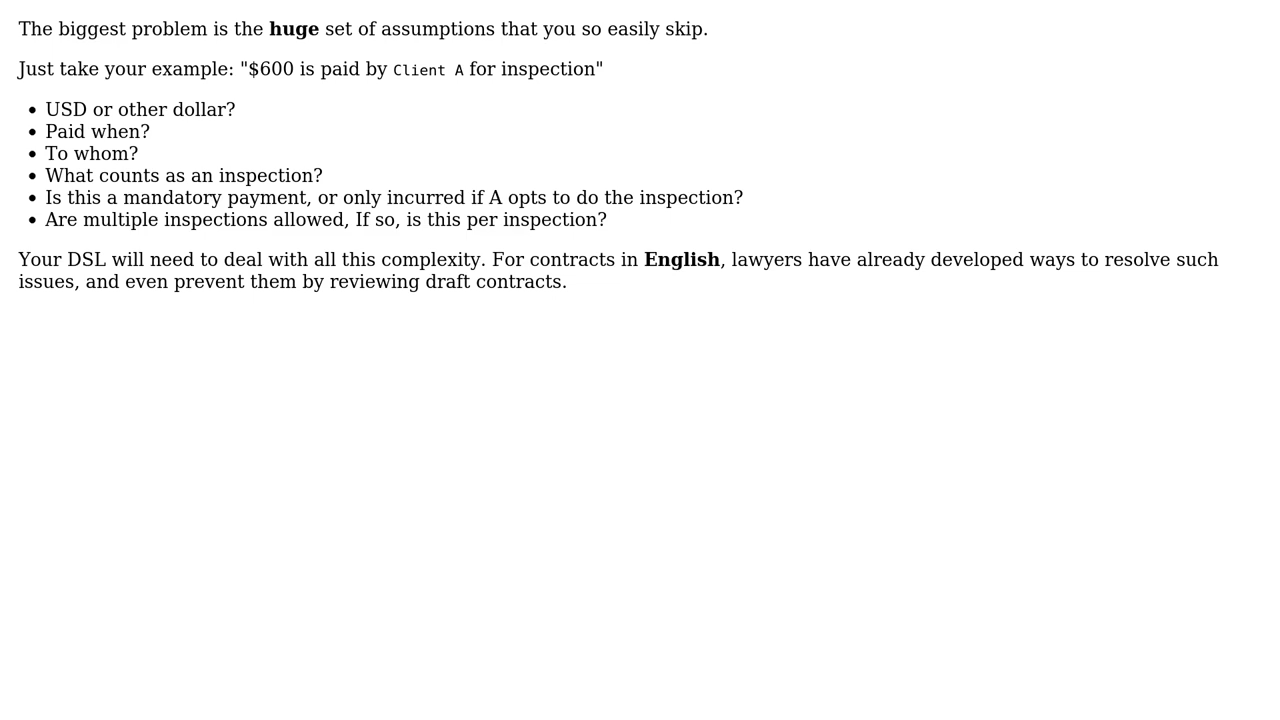 The biggest problem is the huge set of assumptions that you so easily skip.
Just take your example: "$600 is paid by Client A for inspection"
• USD or other dollar?
• Paid when?
• To whom?
• What counts as an inspection?
• Is this a mandatory payment, or only incurred if A opts to do the inspection?
• Are multiple inspections allowed, If so, is this per inspection?
Your DSL will need to deal with all this complexity. For contracts in English, lawyers have already developed ways to resolve such
issues, and even prevent them by reviewing draft contracts.